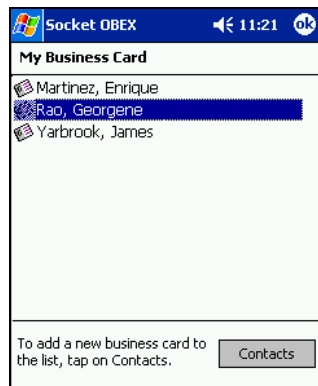 Socket OBEX 11:21 ok
My Business Card
Martinez, Enrique
Rao, Georgene
Yarbrook, James
To add a new business card to
the list, tap on Contacts.
Contacts